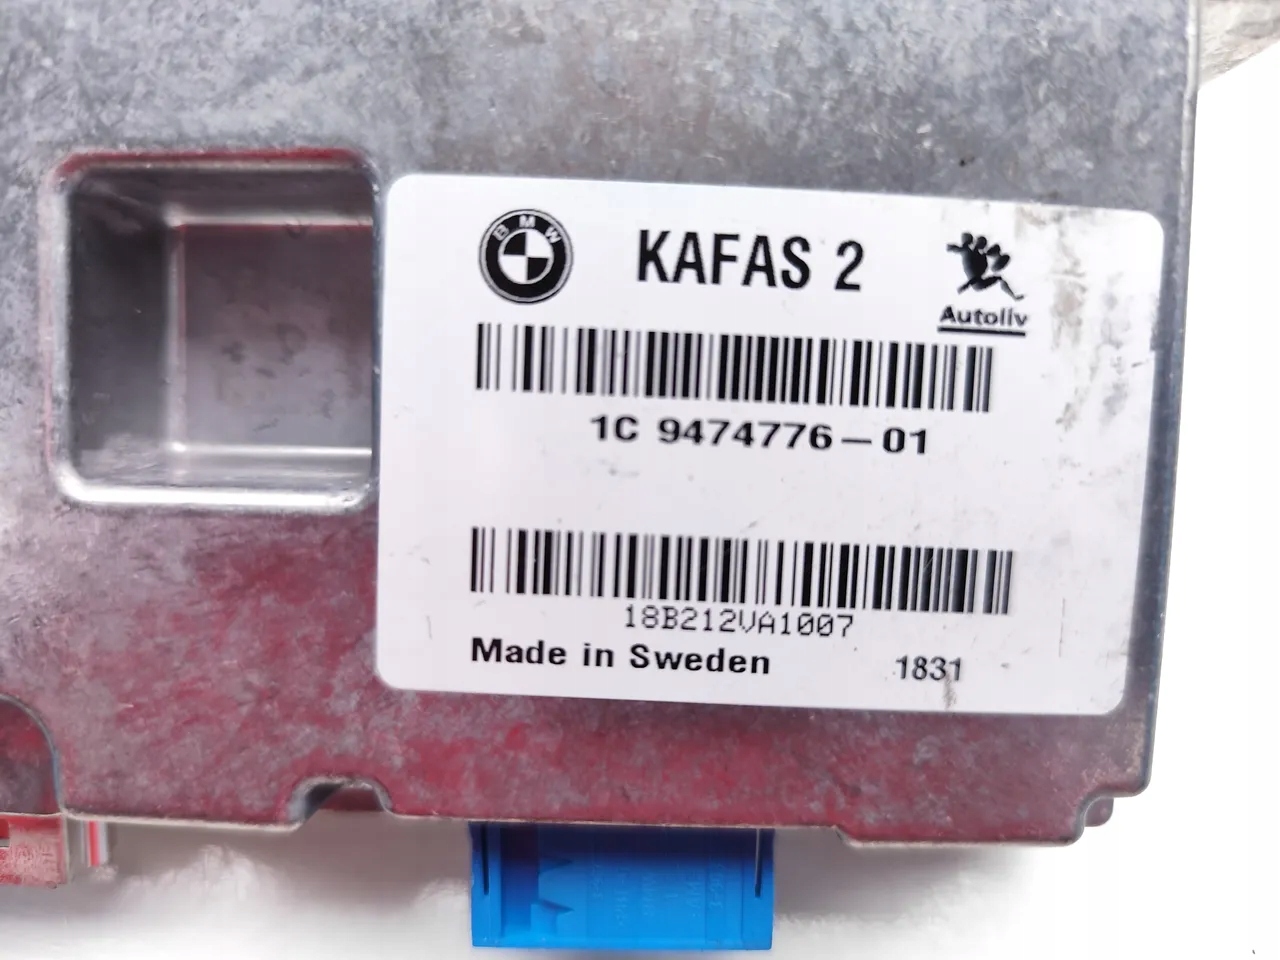 BMW
KAFAS 2
Autoliv
1C 9474776-01
18B212VA1007
Made in Sweden 1831